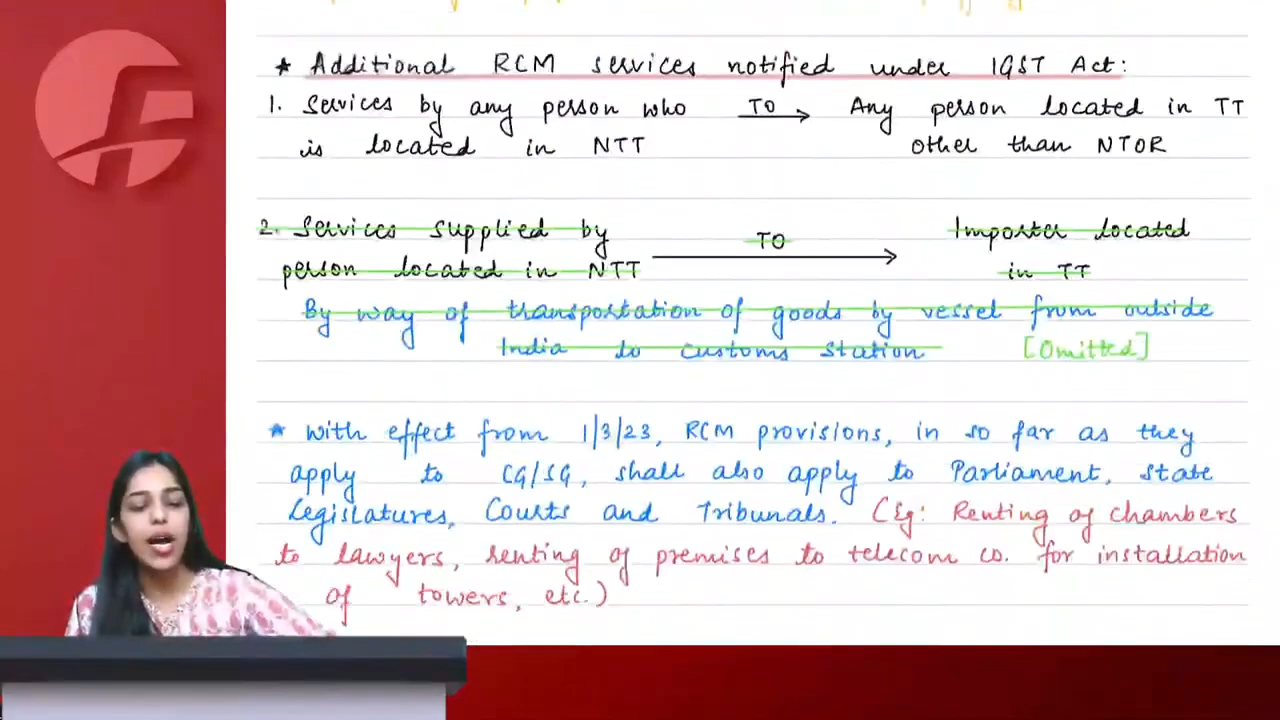 * Additional RCM services notified under IGST Act:
1. Services by any person who TO Any person located in TT
is located in NTT other than NTOR
2. Services supplied by TO Importer located
person located in NTT in TT
By way of transportation of goods by vessel from outside
India to customs station [Omitted]
* With effect from 1/3/23, RCM provisions, in so far as they
apply to CG/SG, shall also apply to Parliament, State
Legislatures, Courts and Tribunals. (Eg: Renting of chambers
to lawyers, renting of premises to telecom co. for installation
of towers, etc.)